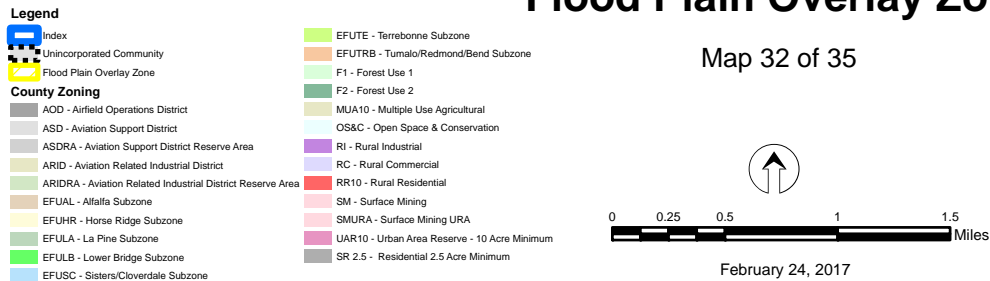 Flood Plain Overlay Zo
Map 32 of 35
Legend
Index
Unincorporated Community
Flood Plain Overlay Zone
County Zoning
AOD - Airfield Operations District
ASD - Aviation Support District
ASDRA - Aviation Support District Reserve Area
ARID - Aviation Related Industrial District
ARIDRA - Aviation Related Industrial District Reserve Area
EFUAL - Alfalfa Subzone
EFUHR - Horse Ridge Subzone
EFULA - La Pine Subzone
EFULB - Lower Bridge Subzone
EFUSC - Sisters/Cloverdale Subzone
EFUTE - Terrebonne Subzone
EFUTRB - Tumalo/Redmond/Bend Subzone
F1 - Forest Use 1
F2 - Forest Use 2
MUA10 - Multiple Use Agricultural
OS&C - Open Space & Conservation
RI - Rural Industrial
RC - Rural Commercial
RR10 - Rural Residential
SM - Surface Mining
SMURA - Surface Mining URA
UAR10 - Urban Area Reserve - 10 Acre Minimum
SR 2.5 - Residential 2.5 Acre Minimum
0 0.25 0.5 1 1.5
Miles
February 24, 2017